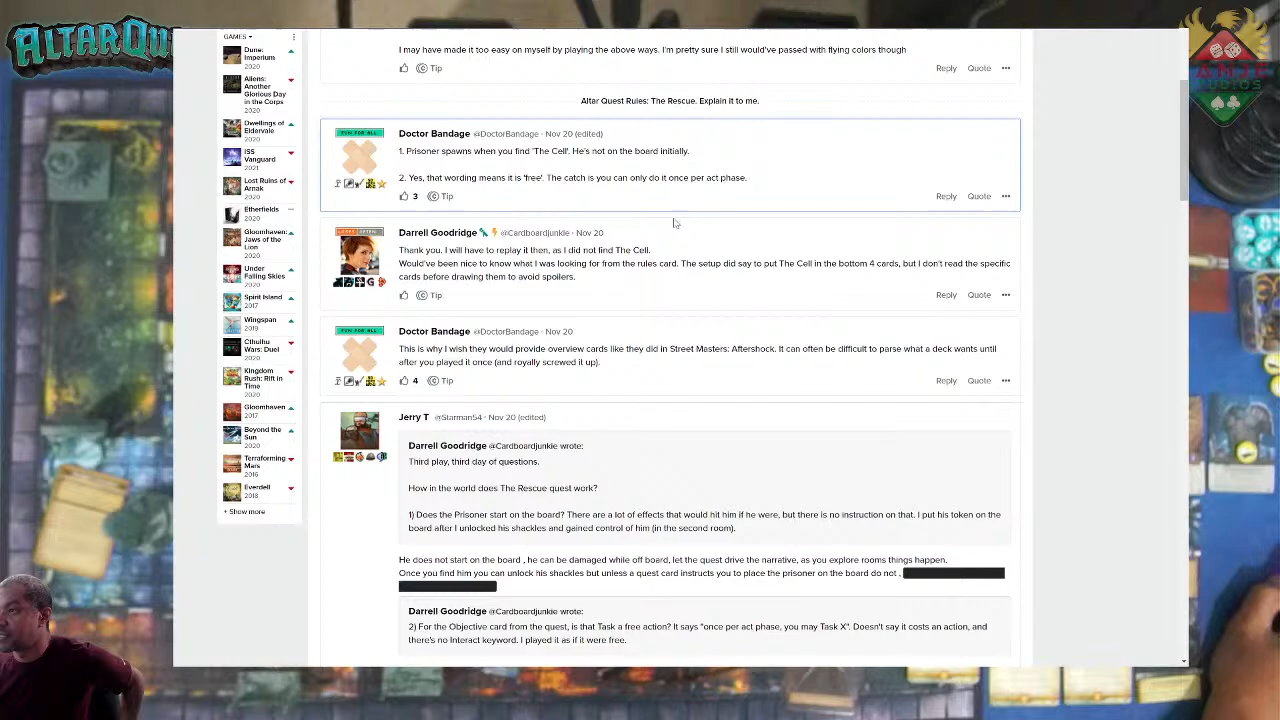 ALTARQU
GAMES
Dune:
Imperium
2020
Aliens:
Another
Glorious Day
in the Corps
2020
Dwellings of
Eldervale
2020
ISS
Vanguard
2021
Lost Ruins of
Arnak
2020
Etherfields
2020
Gloomhaven:
Jaws of the
Lion
2020
Under
Falling Skies
2020
Spirit Island
2017
Wingspan
2019
Cthulhu
Wars: Duel
2020
Kingdom
Rush: Rift in
Time
2020
Gloomhaven
2017
Beyond the
Sun
2020
Terraforming
Mars
2016
Everdell
2018
+ Show more
I may have made it too easy on myself by playing the above ways. I'm pretty sure I still would've passed with flying colors though
Tip Reply Quote
Altar Quest Rules: The Rescue. Explain it to me.
FUN FOR ALL
Doctor Bandage @DoctorBandage · Nov 20 (edited)
1. Prisoner spawns when you find 'The Cell'. He's not on the board initially.
2. Yes, that wording means it is 'free'. The catch is you can only do it once per act phase.
3 Tip Reply Quote
Darrell Goodridge @Cardboardjunkie · Nov 20
Thank you. I will have to replay it then, as I did not find The Cell.
Would've been nice to know what I was looking for from the rules card. The setup did say to put The Cell in the bottom 4 cards, but I don't read the specific
cards before drawing them to avoid spoilers.
Tip Reply Quote
FUN FOR ALL
Doctor Bandage @DoctorBandage · Nov 20
This is why I wish they would provide overview cards like they did in Street Masters: Aftershock. It can often be difficult to parse what a deck wants until
after you played it once (and royally screwed it up).
4 Tip Reply Quote
Jerry T @Starman54 · Nov 20 (edited)
Darrell Goodridge @Cardboardjunkie wrote:
Third play, third day of questions.
How in the world does The Rescue quest work?
1) Does the Prisoner start on the board? There are a lot of effects that would hit him if he were, but there is no instruction on that. I put his token on the
board after I unlocked his shackles and gained control of him (in the second room).
He does not start on the board , he can be damaged while off board, let the quest drive the narrative, as you explore rooms things happen.
Once you find him you can unlock his shackles but unless a quest card instructs you to place the prisoner on the board do not ,
Darrell Goodridge @Cardboardjunkie wrote:
2) For the Objective card from the quest, is that Task a free action? It says "once per act phase, you may Task X". Doesn't say it costs an action, and
there's no Interact keyword. I played it as if it were free.